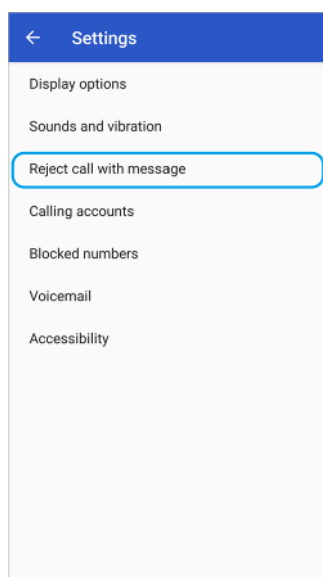 Settings
Display options
Sounds and vibration
Reject call with message
Calling accounts
Blocked numbers
Voicemail
Accessibility